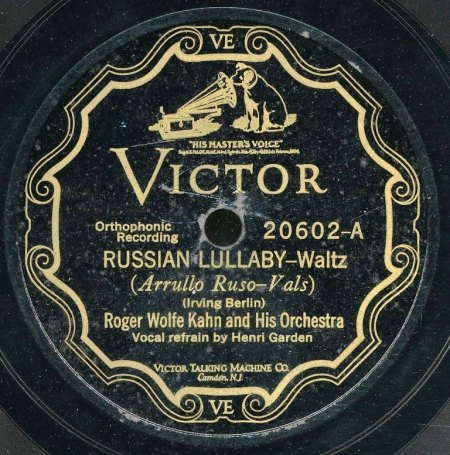 VE
"HIS MASTER'S VOICE"
VICTOR
Orthophonic
Recording
20602-A
RUSSIAN LULLABY–Waltz
(Arrullo Ruso–Vals)
(Irving Berlin)
Roger Wolfe Kahn and His Orchestra
Vocal refrain by Henri Garden
VICTOR TALKING MACHINE CO.
Camden, N.J.
VE